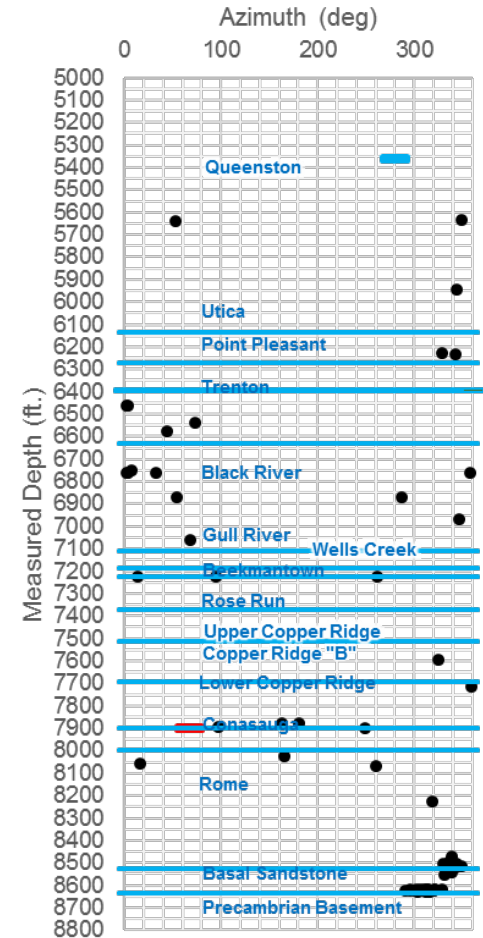 Azimuth (deg)
0 100 200 300
Measured Depth (ft.)
5000
5100
5200
5300
5400
Queenston
5500
5600
5700
5800
5900
6000
Utica
6100
6200
Point Pleasant
6300
6400
Trenton
6500
6600
6700
6800
Black River
6900
7000
Gull River
7100
Wells Creek
7200
Beekmantown
7300
Rose Run
7400
7500
Upper Copper Ridge
7600
Copper Ridge "B"
7700
Lower Copper Ridge
7800
7900
Conasauga
8000
8100
Rome
8200
8300
8400
8500
8600
Basal Sandstone
8700
Precambrian Basement
8800